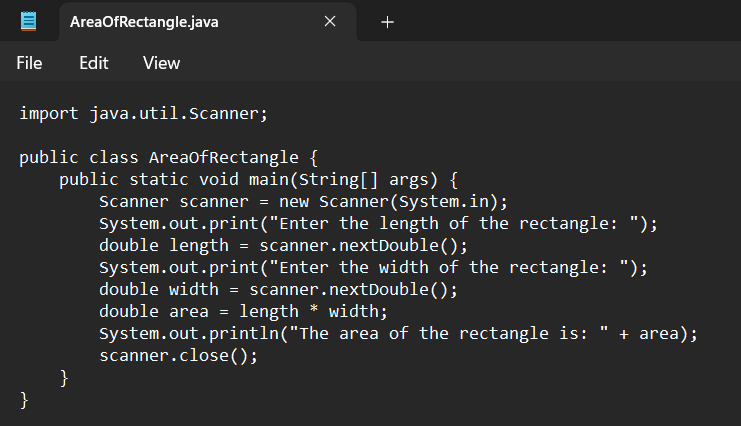 AreaOfRectangle.java
File Edit View
import java.util.Scanner;
public class AreaOfRectangle {
    public static void main(String[] args) {
        Scanner scanner = new Scanner(System.in);
        System.out.print("Enter the length of the rectangle: ");
        double length = scanner.nextDouble();
        System.out.print("Enter the width of the rectangle: ");
        double width = scanner.nextDouble();
        double area = length * width;
        System.out.println("The area of the rectangle is: " + area);
        scanner.close();
    }
}